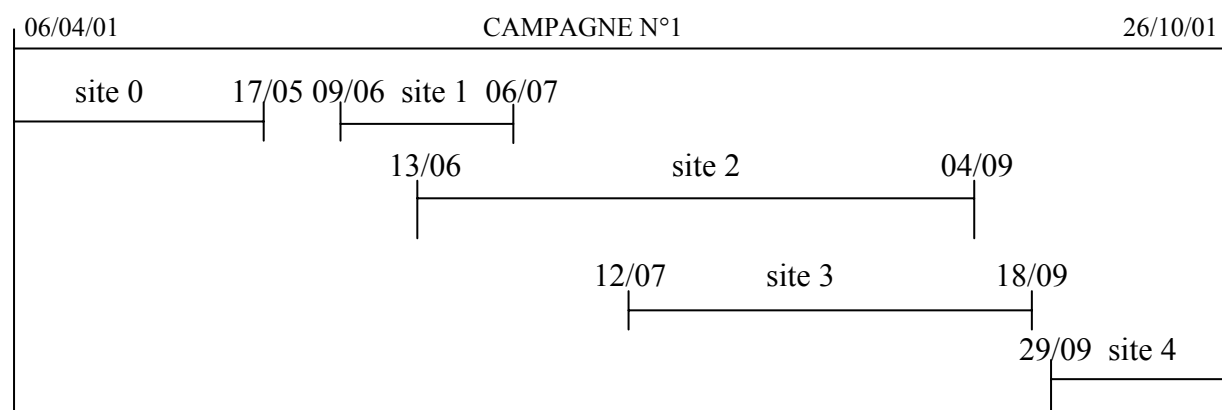 06/04/01 CAMPAGNE N°1 26/10/01
site 0 17/05 09/06 site 1 06/07
13/06 site 2 04/09
12/07 site 3 18/09
29/09 site 4